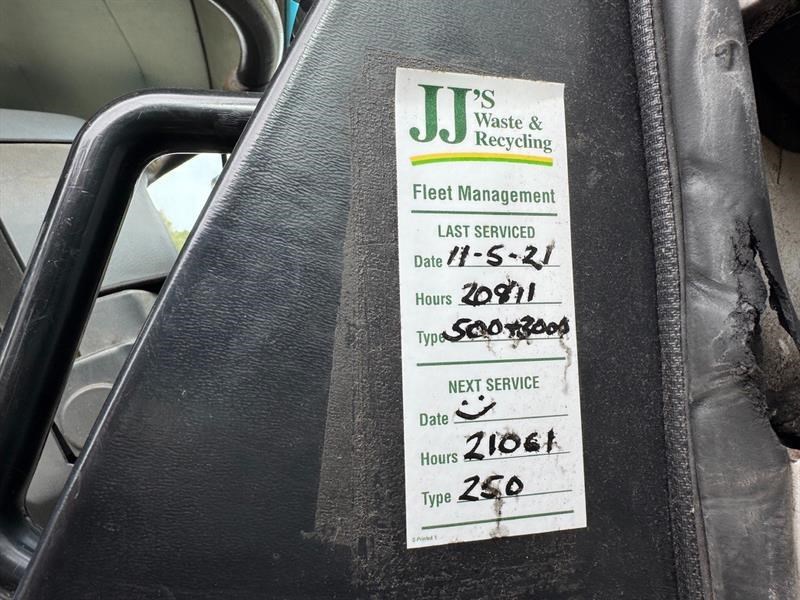 JJ'S
Waste &
Recycling
Fleet Management
LAST SERVICED
Date 11-5-21
Hours 20811
Type 500+3000
NEXT SERVICE
Date
Hours 21061
Type 250